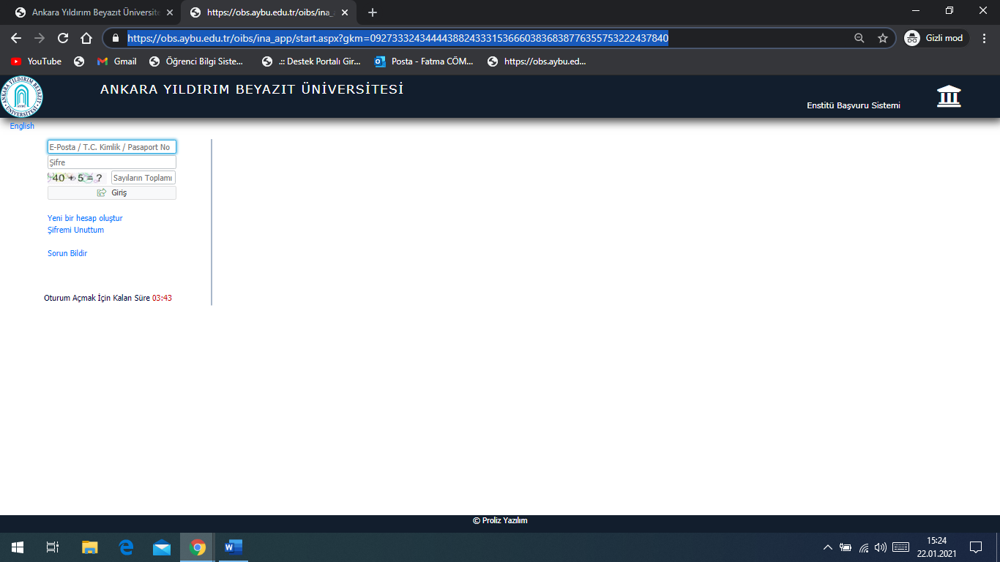 Ankara Yıldırım Beyazıt Üniversite
https://obs.aybu.edu.tr/oibs/ina_
https://obs.aybu.edu.tr/oibs/ina_app/start.aspx?gkm=
Gizli mod
YouTube
Gmail
Öğrenci Bilgi Siste...
.:: Destek Portalı Gir...
Posta - Fatma CÖM...
https://obs.aybu.ed...
ANKARA YILDIRIM BEYAZIT ÜNİVERSİTESİ
Enstitü Başvuru Sistemi
English
E-Posta / T.C. Kimlik / Pasaport No
Şifre
40 + 5 = ? Sayıların Toplamı
Giriş
Yeni bir hesap oluştur
Şifremi Unuttum
Sorun Bildir
Oturum Açmak İçin Kalan Süre 03:43
© Proliz Yazılım
15:24
22.01.2021